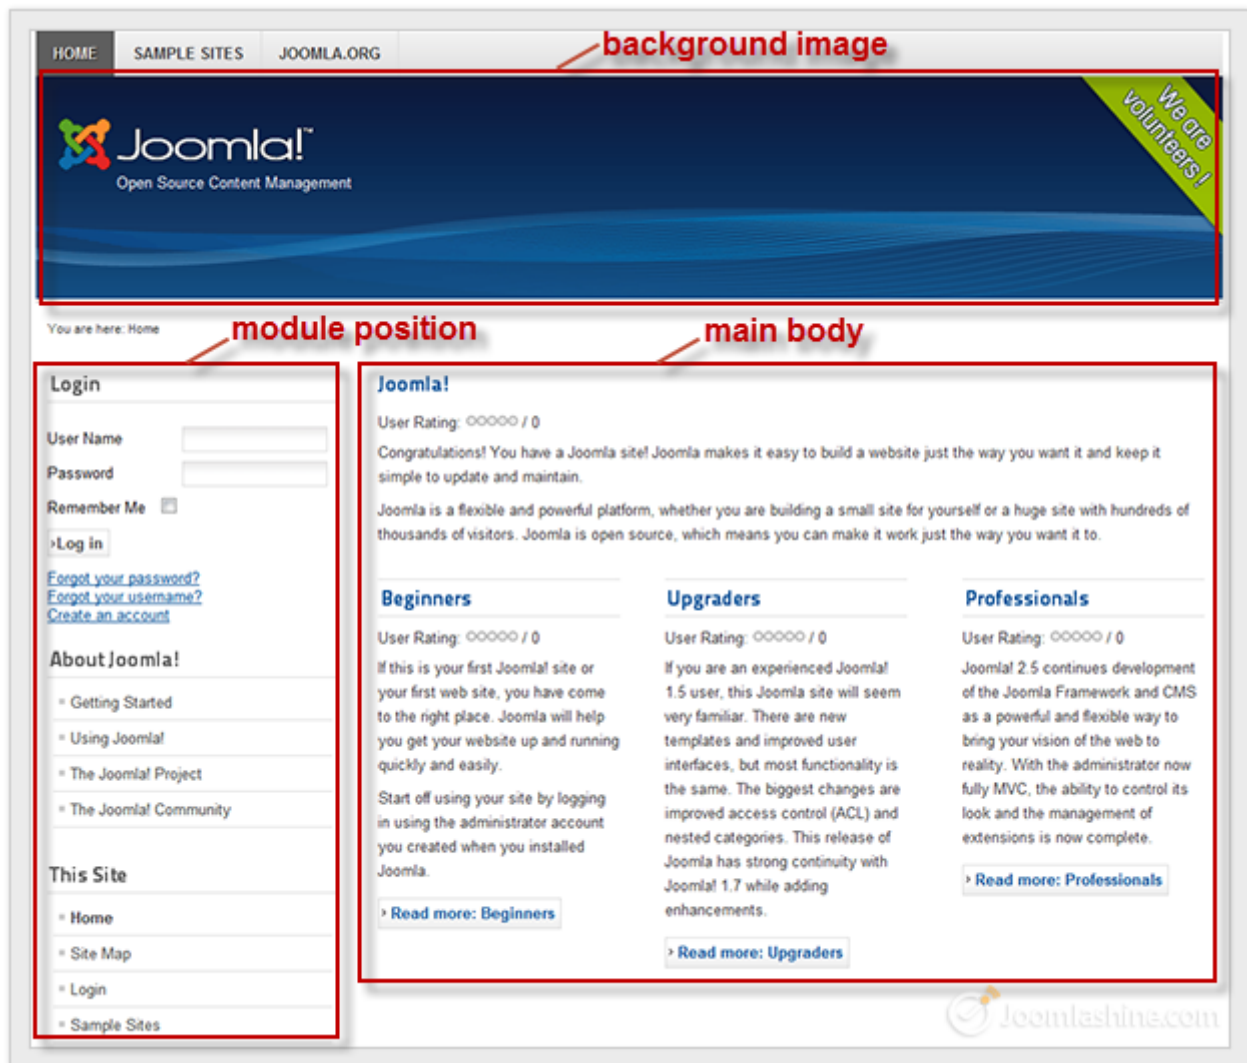 background image
HOME SAMPLE SITES JOOMLA.ORG
We are
volunteers!
Joomla!™
Open Source Content Management
You are here: Home
module position
main body
Login
User Name
Password
Remember Me
›Log in
Forgot your password?
Forgot your username?
Create an account
About Joomla!
Getting Started
Using Joomla!
The Joomla! Project
The Joomla! Community
This Site
Home
Site Map
Login
Sample Sites
Joomla!
User Rating: / 0
Congratulations! You have a Joomla site! Joomla makes it easy to build a website just the way you want it and keep it
simple to update and maintain.
Joomla is a flexible and powerful platform, whether you are building a small site for yourself or a huge site with hundreds of
thousands of visitors. Joomla is open source, which means you can make it work just the way you want it to.
Beginners
User Rating: / 0
If this is your first Joomla! site or
your first web site, you have come
to the right place. Joomla will help
you get your website up and running
quickly and easily.
Start off using your site by logging
in using the administrator account
you created when you installed
Joomla.
› Read more: Beginners
Upgraders
User Rating: / 0
If you are an experienced Joomla!
1.5 user, this Joomla site will seem
very familiar. There are new
templates and improved user
interfaces, but most functionality is
the same. The biggest changes are
improved access control (ACL) and
nested categories. This release of
Joomla has strong continuity with
Joomla! 1.7 while adding
enhancements.
› Read more: Upgraders
Professionals
User Rating: / 0
Joomla! 2.5 continues development
of the Joomla Framework and CMS
as a powerful and flexible way to
bring your vision of the web to
reality. With the administrator now
fully MVC, the ability to control its
look and the management of
extensions is now complete.
› Read more: Professionals
Joomlashine.com